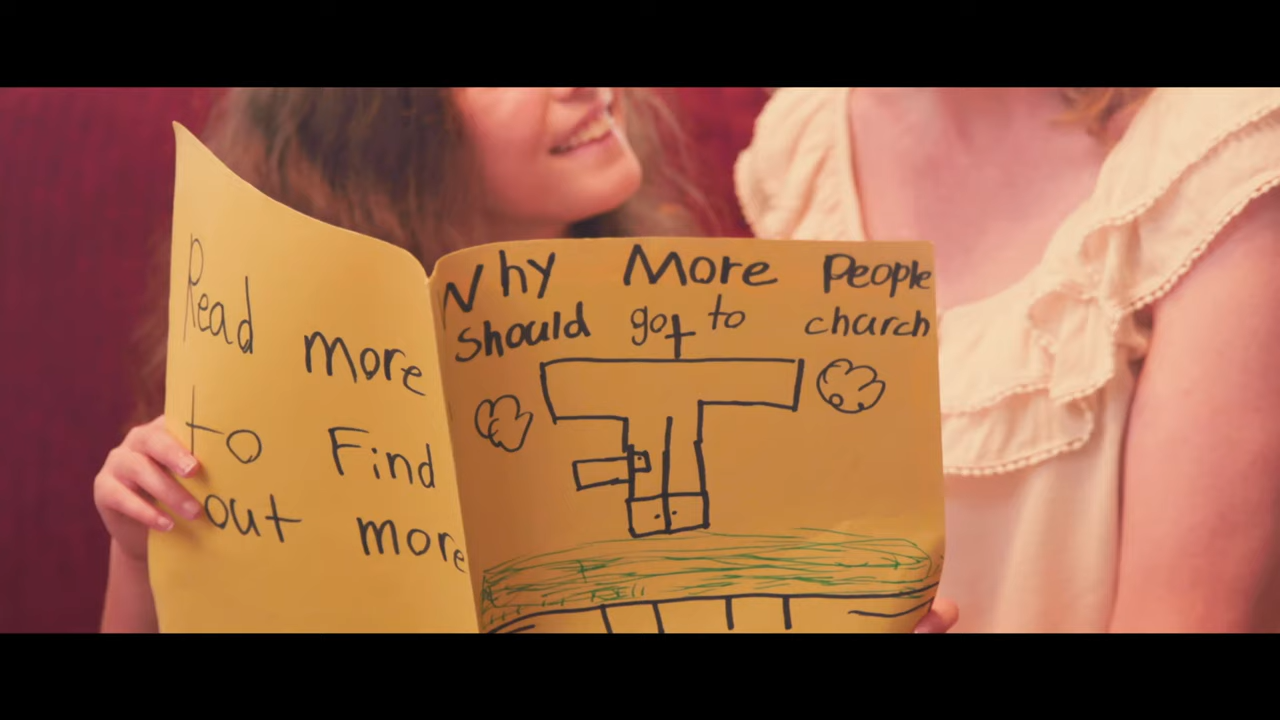 Read more
to Find
out more
Why More People
should go to church